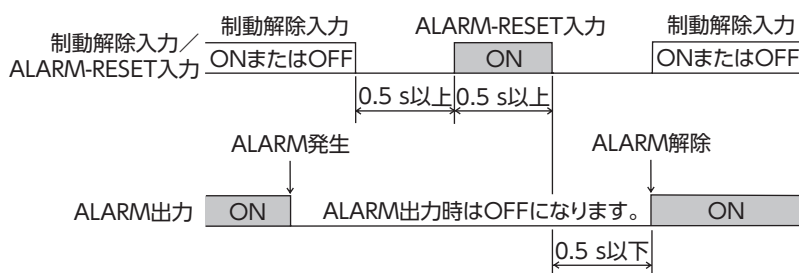 制動解除入力 ALARM-RESET入力 制動解除入力
制動解除入力／
ALARM-RESET入力
ONまたはOFF ON ONまたはOFF
0.5 s以上 0.5 s以上
ALARM発生 ALARM解除
ALARM出力 ON ALARM出力時はOFFになります。 ON
0.5 s以下